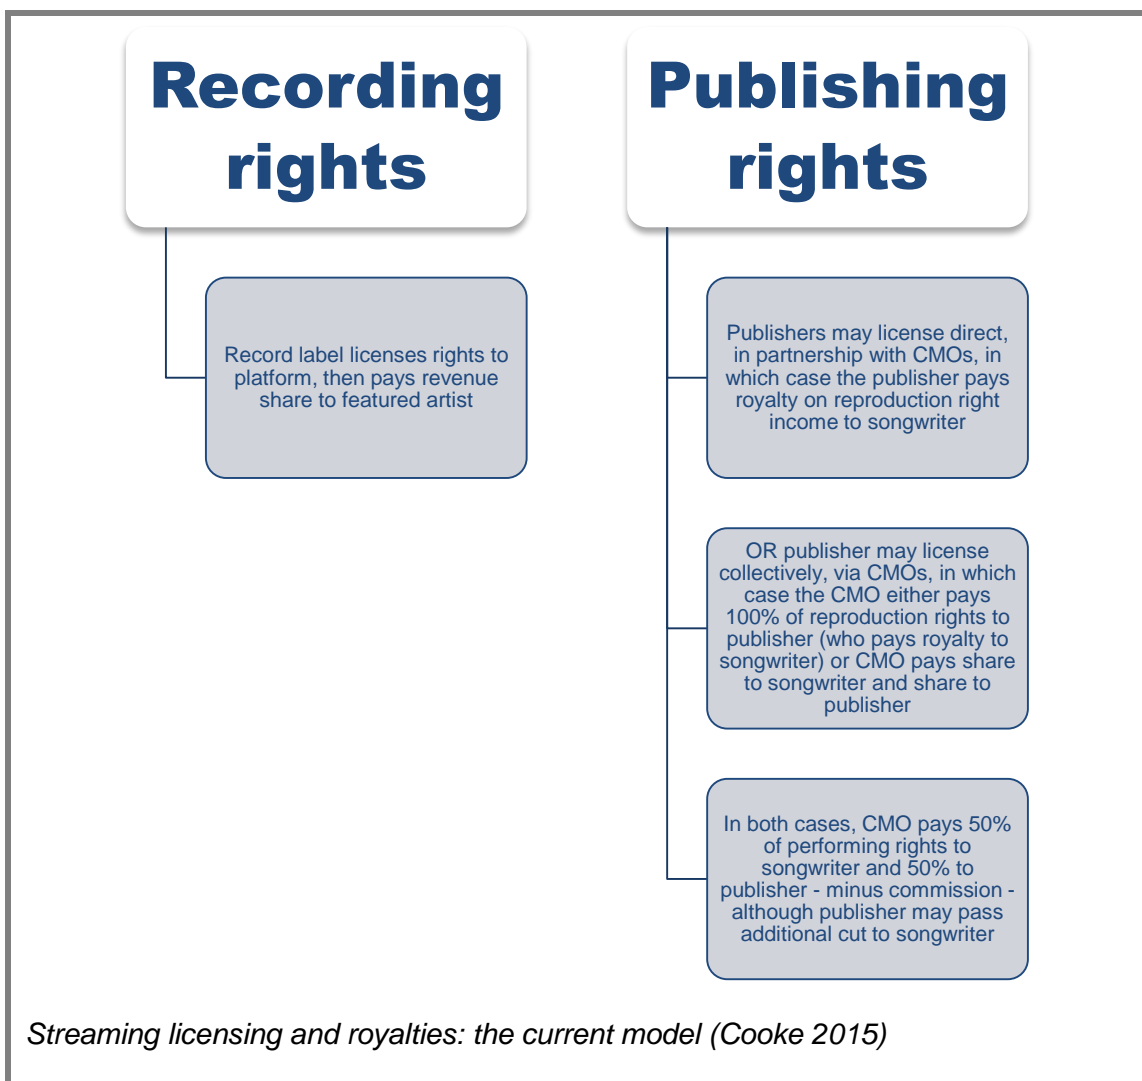 Recording
rights
Record label licenses rights to
platform, then pays revenue
share to featured artist
Publishing
rights
Publishers may license direct,
in partnership with CMOs, in
which case the publisher pays
royalty on reproduction right
income to songwriter
OR publisher may license
collectively, via CMOs, in which
case the CMO either pays
100% of reproduction rights to
publisher (who pays royalty to
songwriter) or CMO pays share
to songwriter and share to
publisher
In both cases, CMO pays 50%
of performing rights to
songwriter and 50% to
publisher - minus commission -
although publisher may pass
additional cut to songwriter
Streaming licensing and royalties: the current model (Cooke 2015)